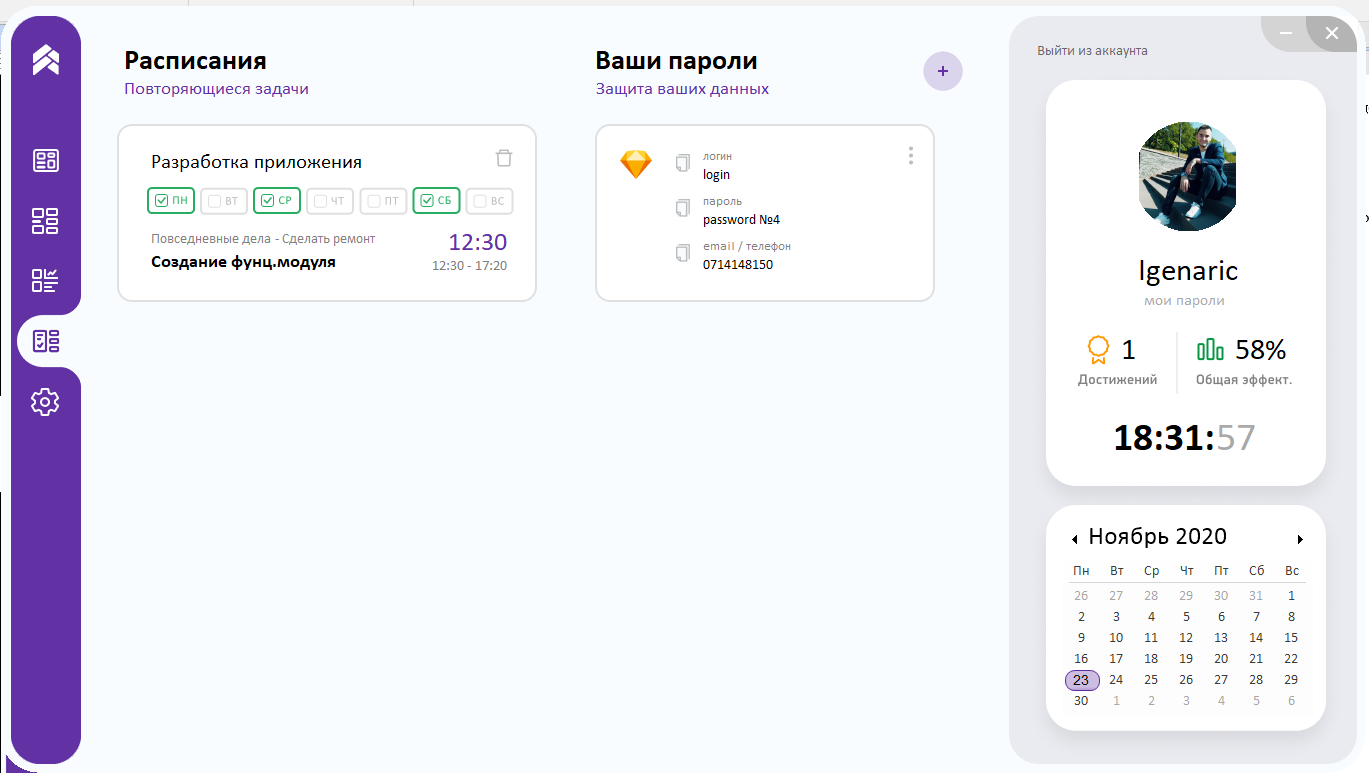 Расписания
Повторяющиеся задачи
Разработка приложения
ПН ВТ СР ЧТ ПТ СБ ВС
Повседневные дела - Сделать ремонт
12:30
Создание фунц.модуля
12:30 - 17:20
Ваши пароли
Защита ваших данных
+
логин
login
пароль
password №4
email / телефон
0714148150
Выйти из аккаунта
Igenaric
мои пароли
1
Достижений
58%
Общая эффект.
18:31:57
Ноябрь 2020
Пн Вт Ср Чт Пт Сб Вс
26 27 28 29 30 31 1
2 3 4 5 6 7 8
9 10 11 12 13 14 15
16 17 18 19 20 21 22
23 24 25 26 27 28 29
30 1 2 3 4 5 6